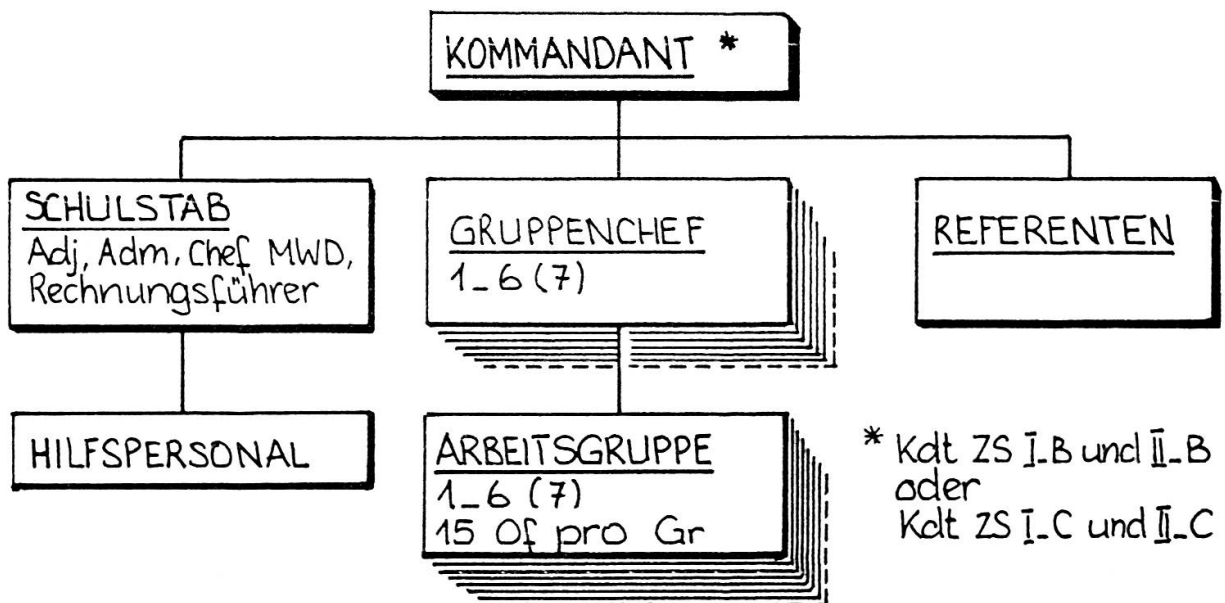 KOMMANDANT *
SCHULSTAB
Adj, Adm, Chef MWD,
Rechnungsführer
GRUPPENCHEF
1_6 (7)
REFERENTEN
HILFSPERSONAL
ARBEITSGRUPPE
1_6 (7)
15 Of pro Gr
* Kdt ZS I_B und II_B
oder
Kdt ZS I_C und II_C